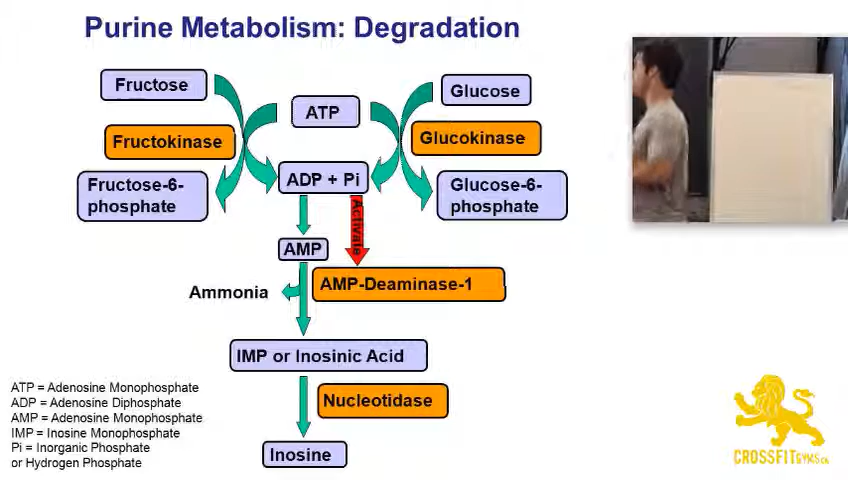 Purine Metabolism: Degradation
Fructose
ATP
Glucose
Fructokinase
Glucokinase
Fructose-6-
phosphate
ADP + Pi
Glucose-6-
phosphate
Activate
AMP
Ammonia
AMP-Deaminase-1
IMP or Inosinic Acid
Nucleotidase
Inosine
ATP = Adenosine Monophosphate
ADP = Adenosine Diphosphate
AMP = Adenosine Monophosphate
IMP = Inosine Monophosphate
Pi = Inorganic Phosphate
or Hydrogen Phosphate
CROSSFITGYMS.CA